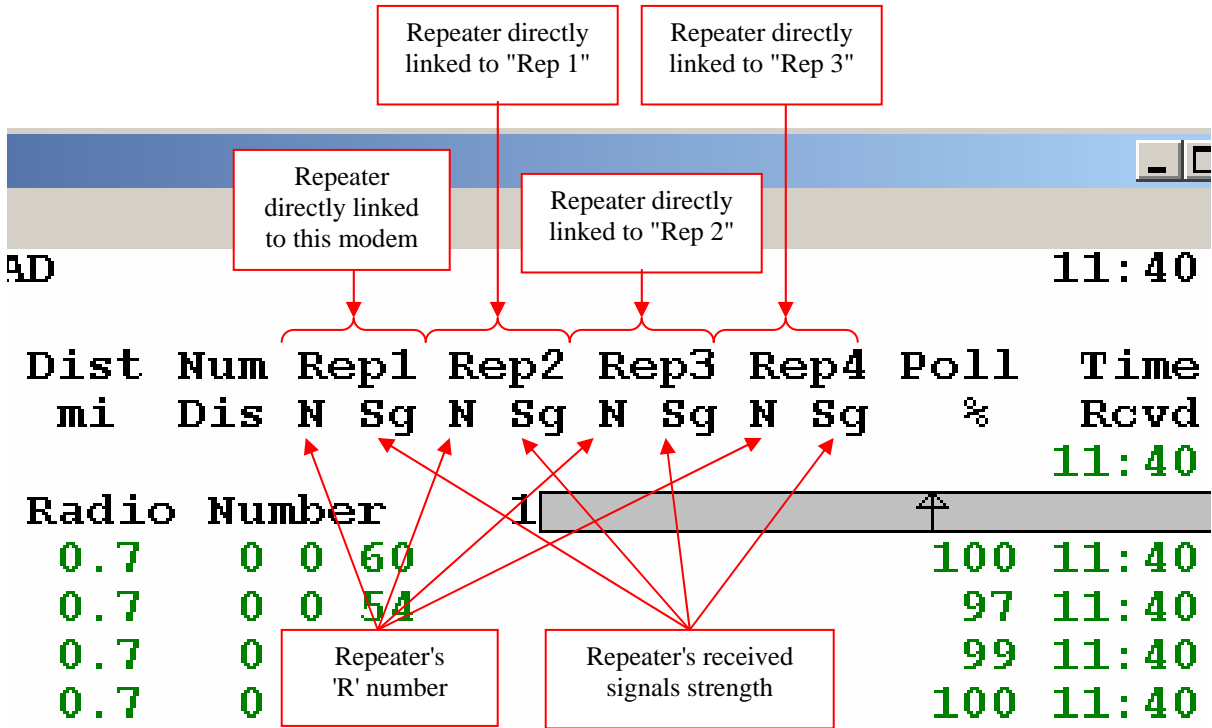 Repeater directly
linked to "Rep 1"
Repeater directly
linked to "Rep 3"
Repeater
directly linked
to this modem
Repeater directly
linked to "Rep 2"
AD 11:40
Dist Num Rep1 Rep2 Rep3 Rep4 Poll Time
mi Dis N Sg N Sg N Sg N Sg % Rcvd
11:40
Radio Number 1
0.7 0 0 60 100 11:40
0.7 0 0 54 97 11:40
0.7 0 99 11:40
0.7 0 100 11:40
Repeater's
'R' number
Repeater's received
signals strength